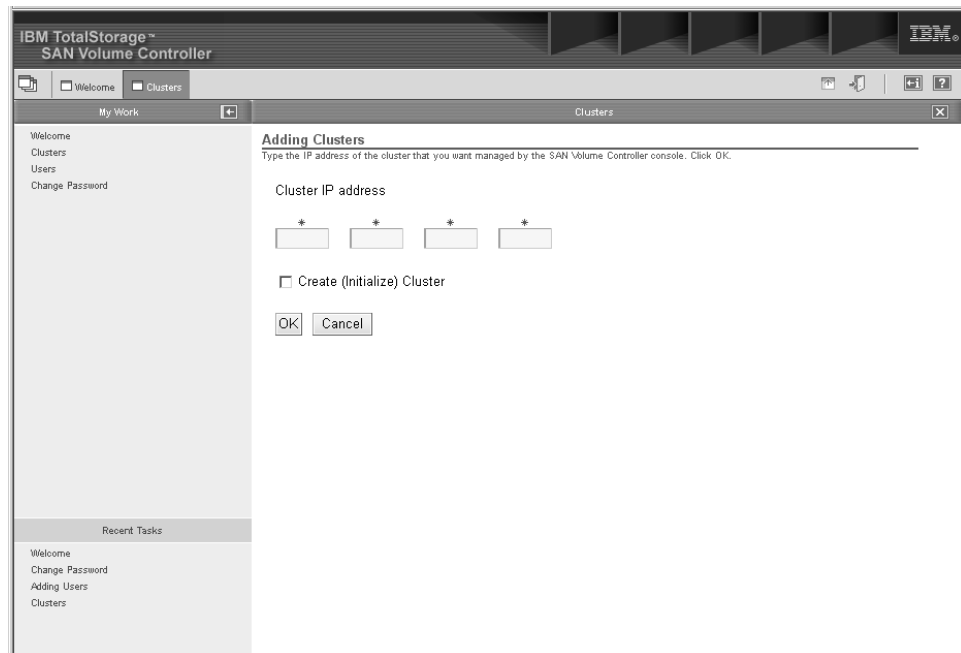 IBM TotalStorage™
SAN Volume Controller
IBM®
Welcome
Clusters
?
My Work
Clusters
Welcome
Clusters
Users
Change Password
Adding Clusters
Type the IP address of the cluster that you want managed by the SAN Volume Controller console. Click OK.
Cluster IP address
* * * *
Create (Initialize) Cluster
OK Cancel
Recent Tasks
Welcome
Change Password
Adding Users
Clusters